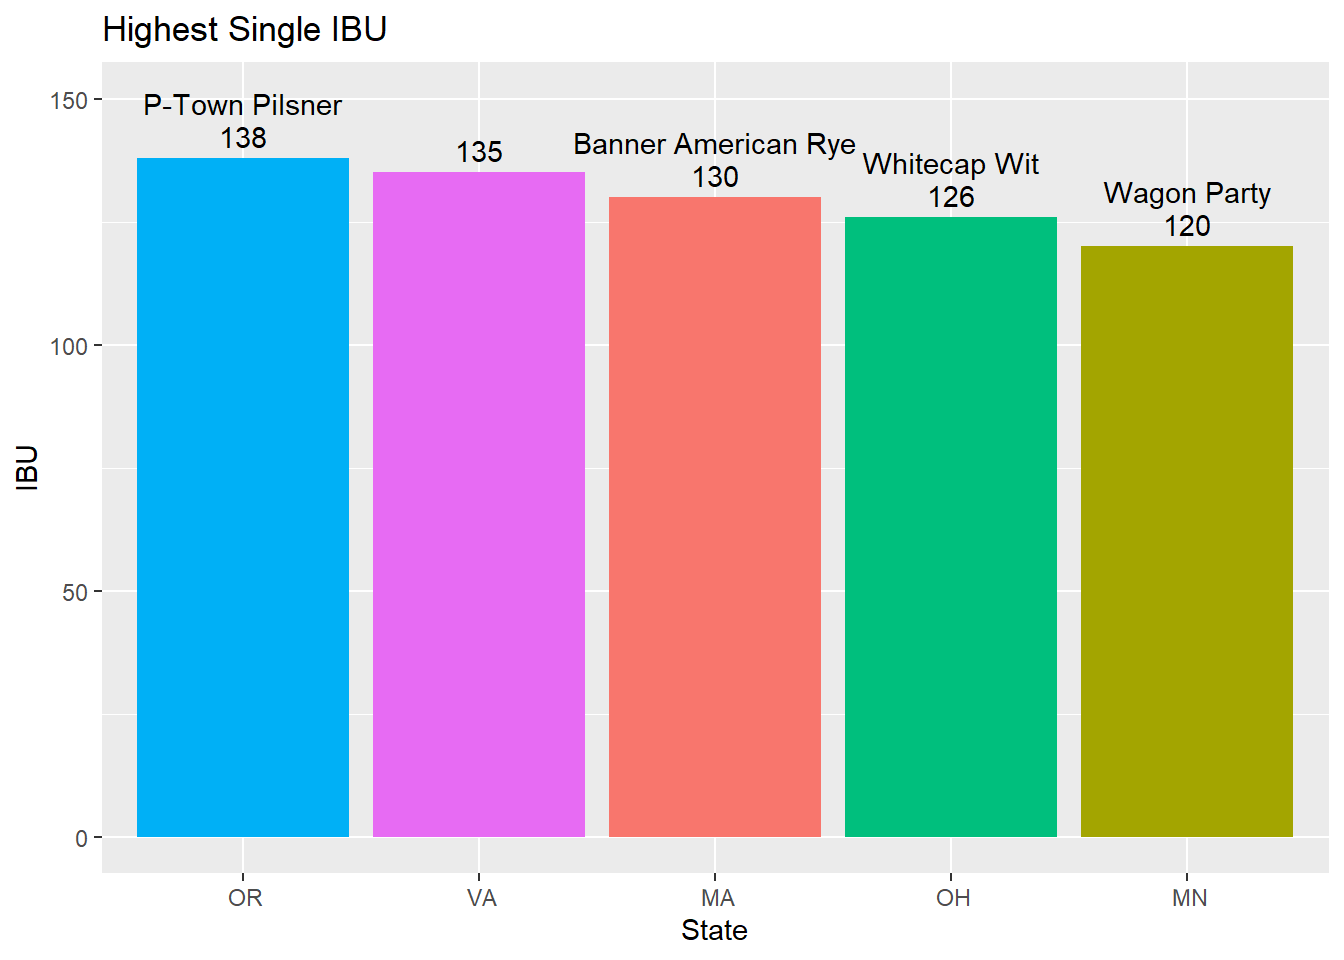 Highest Single IBU
P-Town Pilsner
138
135
Banner American Rye
130
Whitecap Wit
126
Wagon Party
120
150
100
50
0
IBU
OR
VA
MA
OH
MN
State